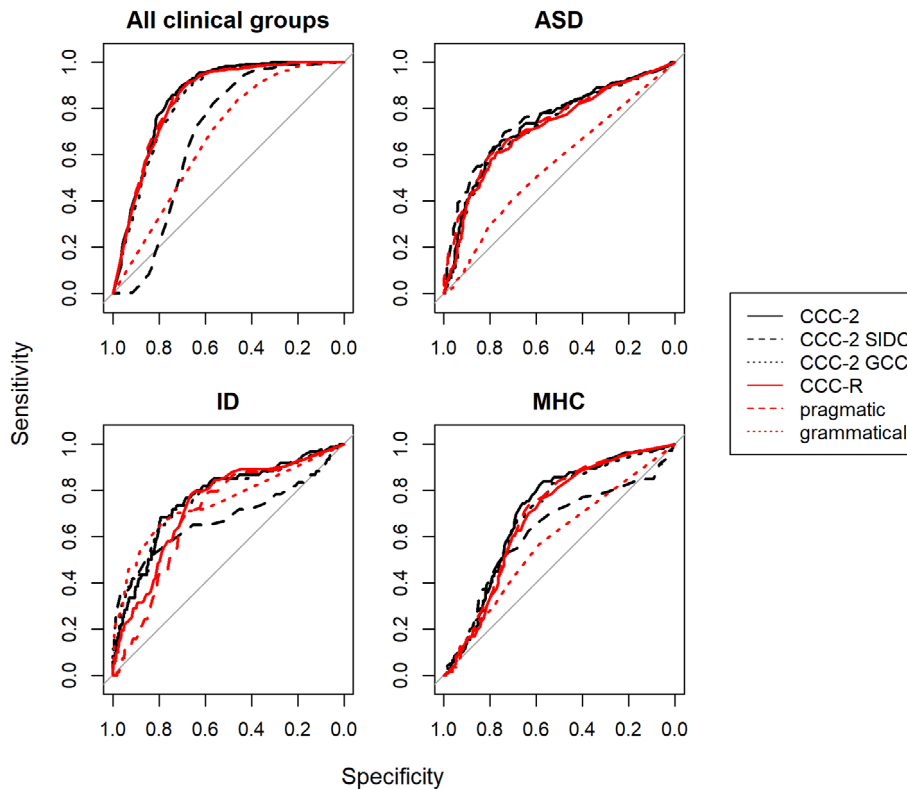 All clinical groups
ASD
1.0
0.8
0.6
0.4
0.2
0.0
1.0 0.8 0.6 0.4 0.2 0.0
1.0
0.8
0.6
0.4
0.2
0.0
1.0 0.8 0.6 0.4 0.2 0.0
ID
MHC
1.0
0.8
0.6
0.4
0.2
0.0
1.0 0.8 0.6 0.4 0.2 0.0
1.0
0.8
0.6
0.4
0.2
0.0
1.0 0.8 0.6 0.4 0.2 0.0
Sensitivity
Specificity
CCC-2
CCC-2 SIDC
CCC-2 GCC
CCC-R
pragmatic
grammatical